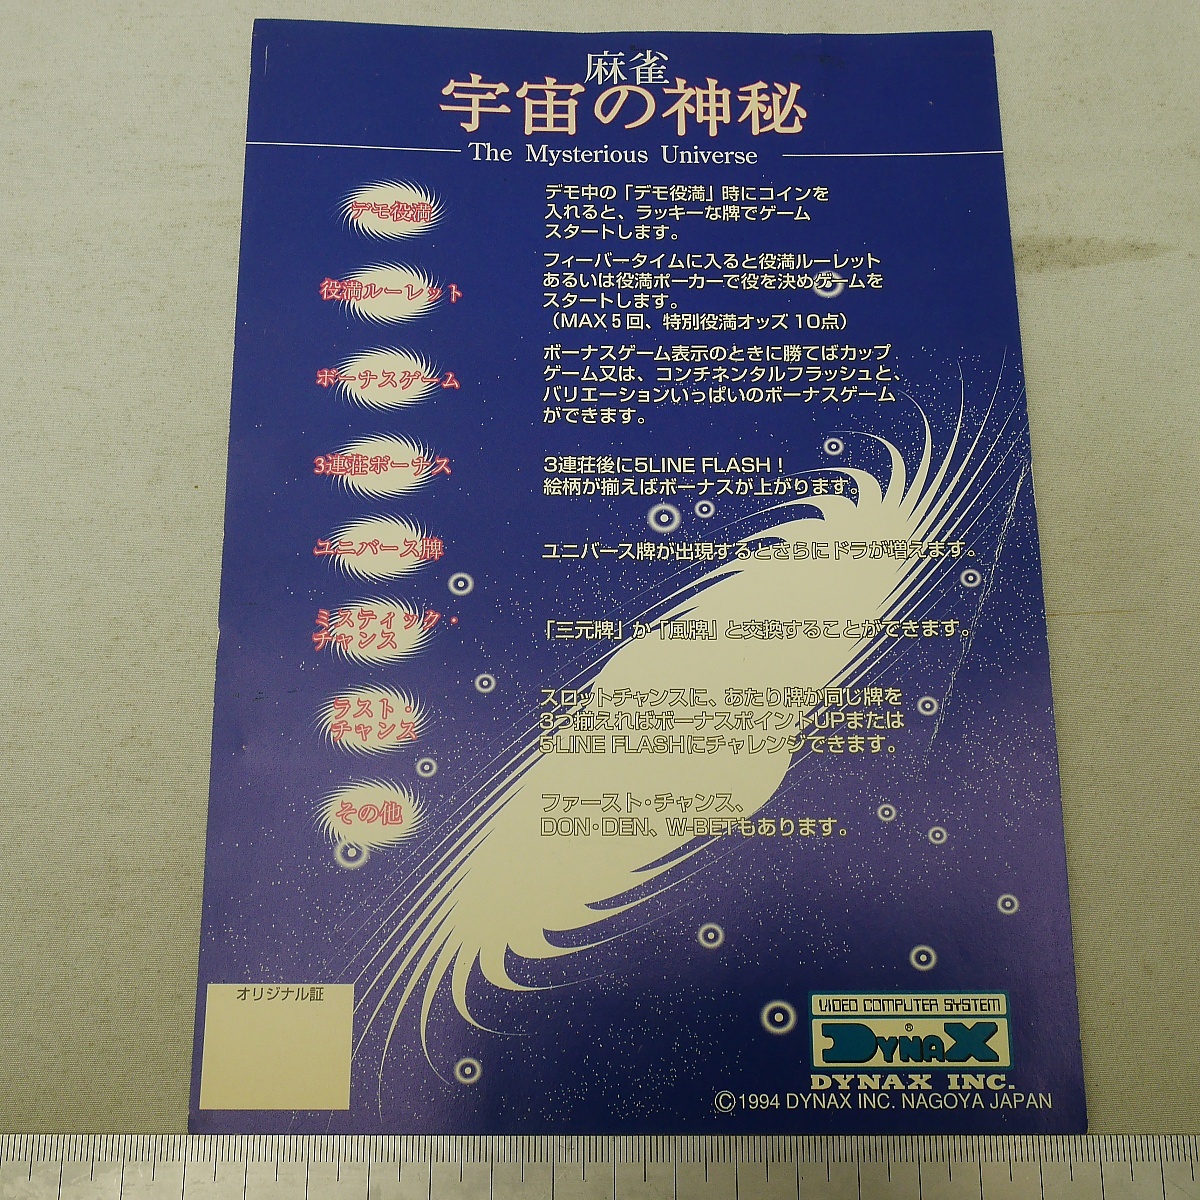 麻雀
宇宙の神秘
The Mysterious Universe
デモ役満
デモ中の「デモ役満」時にコインを
入れると、ラッキーな牌でゲーム
スタートします。
役満ルーレット
フィーバータイムに入ると役満ルーレット
あるいは役満ポーカーで役を決めゲームを
スタートします。
（MAX５回、特別役満オッズ10点）
ボーナスゲーム
ボーナスゲーム表示のときに勝てばカップ
ゲーム又は、コンチネンタルフラッシュと、
バリエーションいっぱいのボーナスゲーム
ができます。
3連荘ボーナス
3連荘後に5LINE FLASH！
絵柄が揃えばボーナスが上がります。
ユニバース牌
ユニバース牌が出現するとさらにドラが増えます。
ミスティック・
チャンス
「三元牌」か「風牌」と交換することができます。
ラスト・
チャンス
スロットチャンスに、あたり牌か同じ牌を
3つ揃えればボーナスポイントUPまたは
5LINE FLASHにチャレンジできます。
その他
ファースト・チャンス、
DON・DEN、W-BETもあります。
オリジナル証
VIDEO COMPUTER SYSTEM
DYNAX®
DYNAX INC.
©1994 DYNAX INC. NAGOYA JAPAN